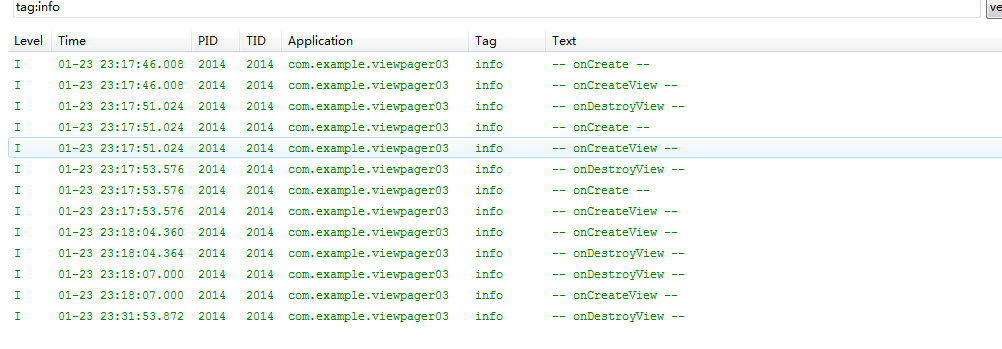 tag:info ve
Level Time PID TID Application Tag Text
I 01-23 23:17:46.008 2014 2014 com.example.viewpager03 info -- onCreate --
I 01-23 23:17:46.008 2014 2014 com.example.viewpager03 info -- onCreateView --
I 01-23 23:17:51.024 2014 2014 com.example.viewpager03 info -- onDestroyView --
I 01-23 23:17:51.024 2014 2014 com.example.viewpager03 info -- onCreate --
I 01-23 23:17:51.024 2014 2014 com.example.viewpager03 info -- onCreateView --
I 01-23 23:17:53.576 2014 2014 com.example.viewpager03 info -- onDestroyView --
I 01-23 23:17:53.576 2014 2014 com.example.viewpager03 info -- onCreate --
I 01-23 23:17:53.576 2014 2014 com.example.viewpager03 info -- onCreateView --
I 01-23 23:18:04.360 2014 2014 com.example.viewpager03 info -- onCreateView --
I 01-23 23:18:04.364 2014 2014 com.example.viewpager03 info -- onDestroyView --
I 01-23 23:18:07.000 2014 2014 com.example.viewpager03 info -- onDestroyView --
I 01-23 23:18:07.000 2014 2014 com.example.viewpager03 info -- onCreateView --
I 01-23 23:31:53.872 2014 2014 com.example.viewpager03 info -- onDestroyView --